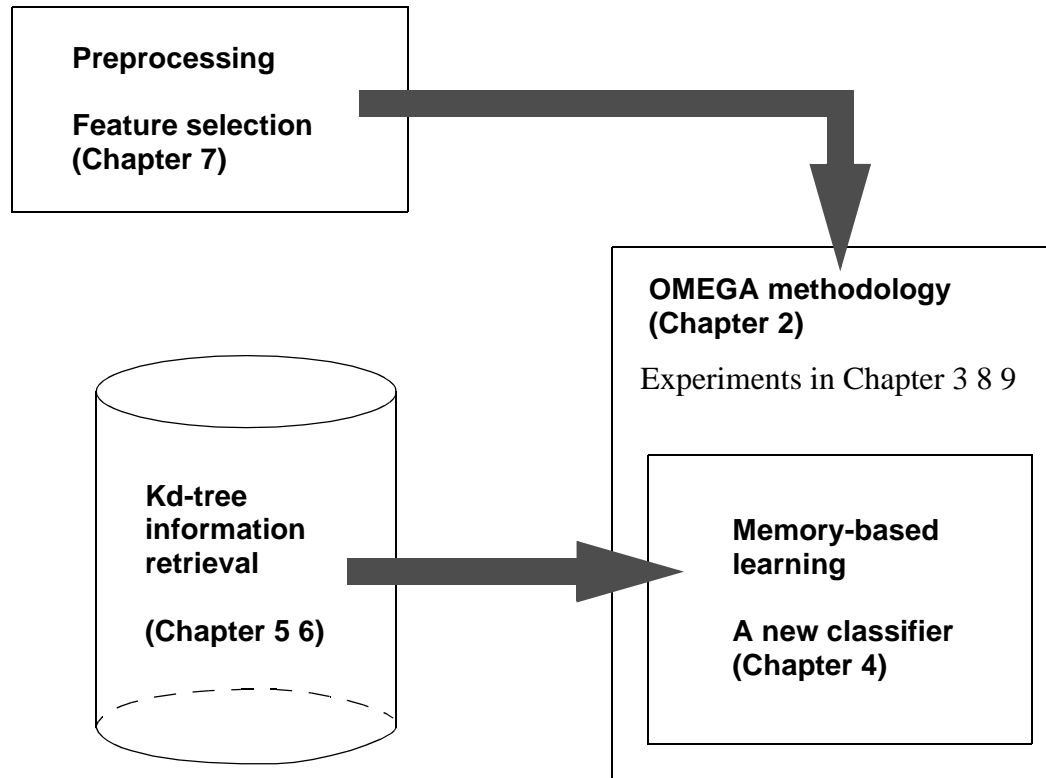 Preprocessing
Feature selection
(Chapter 7)
OMEGA methodology
(Chapter 2)
Experiments in Chapter 3 8 9
Kd-tree
information
retrieval
(Chapter 5 6)
Memory-based
learning
A new classifier
(Chapter 4)